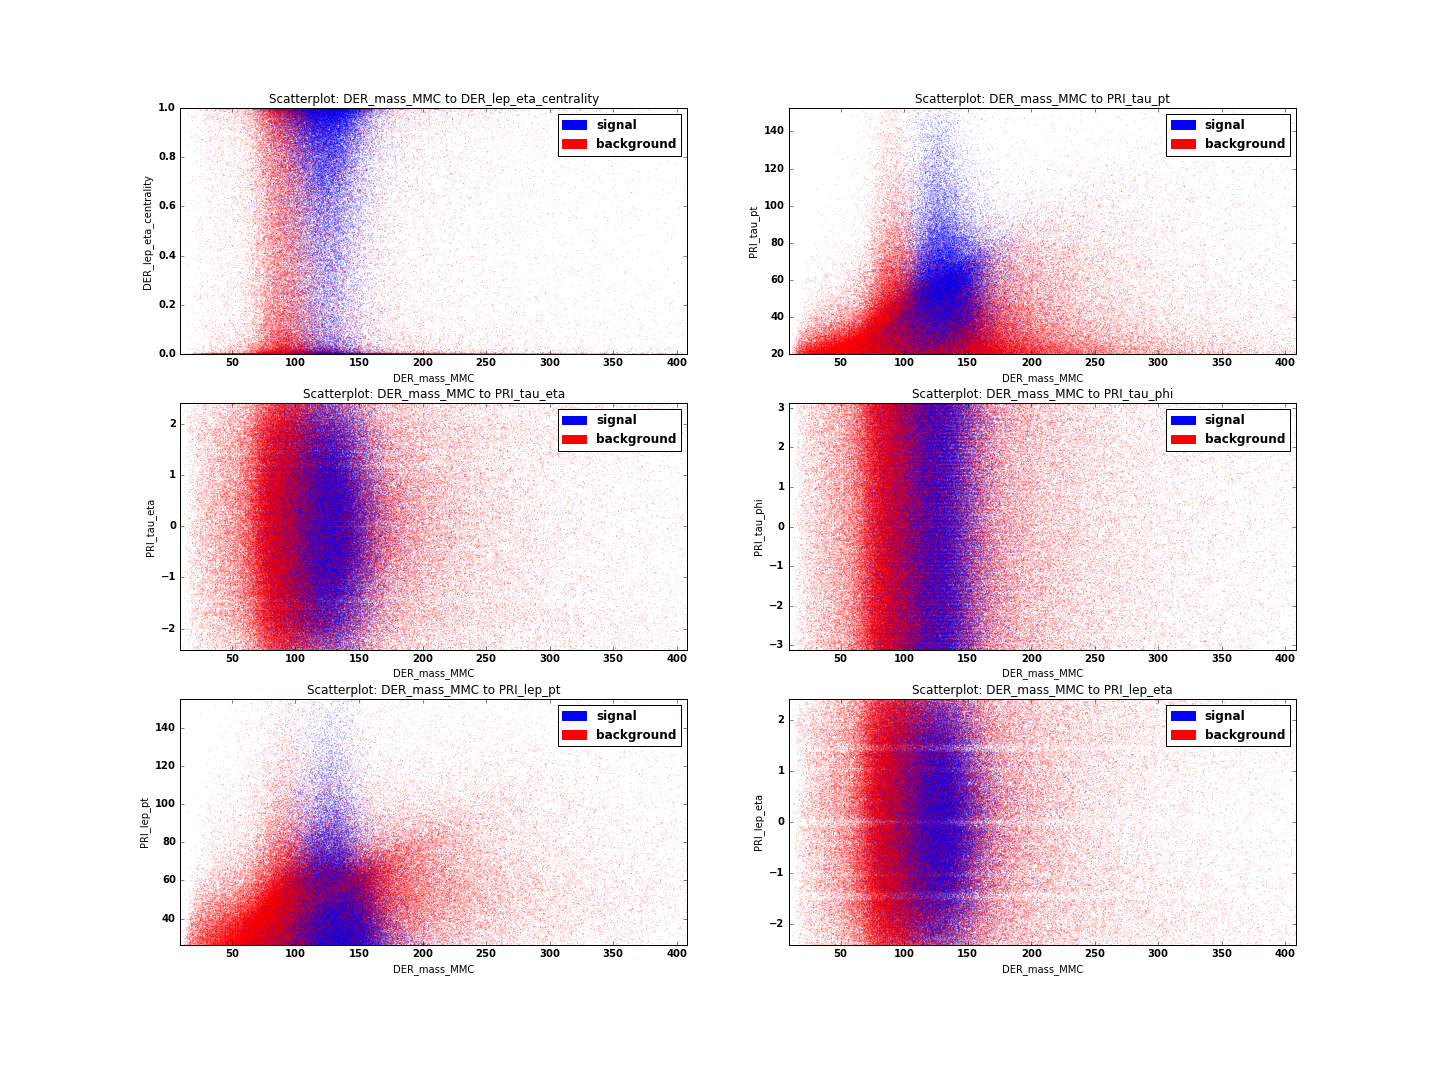 Scatterplot: DER_mass_MMC to DER_lep_eta_centrality
signal
background
DER_lep_eta_centrality
1.0
0.8
0.6
0.4
0.2
0.0
50 100 150 200 250 300 350 400
DER_mass_MMC
Scatterplot: DER_mass_MMC to PRI_tau_pt
signal
background
PRI_tau_pt
140
120
100
80
60
40
20
50 100 150 200 250 300 350 400
DER_mass_MMC
Scatterplot: DER_mass_MMC to PRI_tau_eta
signal
background
PRI_tau_eta
2
1
0
−1
−2
50 100 150 200 250 300 350 400
DER_mass_MMC
Scatterplot: DER_mass_MMC to PRI_tau_phi
signal
background
PRI_tau_phi
3
2
1
0
−1
−2
−3
50 100 150 200 250 300 350 400
DER_mass_MMC
Scatterplot: DER_mass_MMC to PRI_lep_pt
signal
background
PRI_lep_pt
140
120
100
80
60
40
50 100 150 200 250 300 350 400
DER_mass_MMC
Scatterplot: DER_mass_MMC to PRI_lep_eta
signal
background
PRI_lep_eta
2
1
0
−1
−2
50 100 150 200 250 300 350 400
DER_mass_MMC